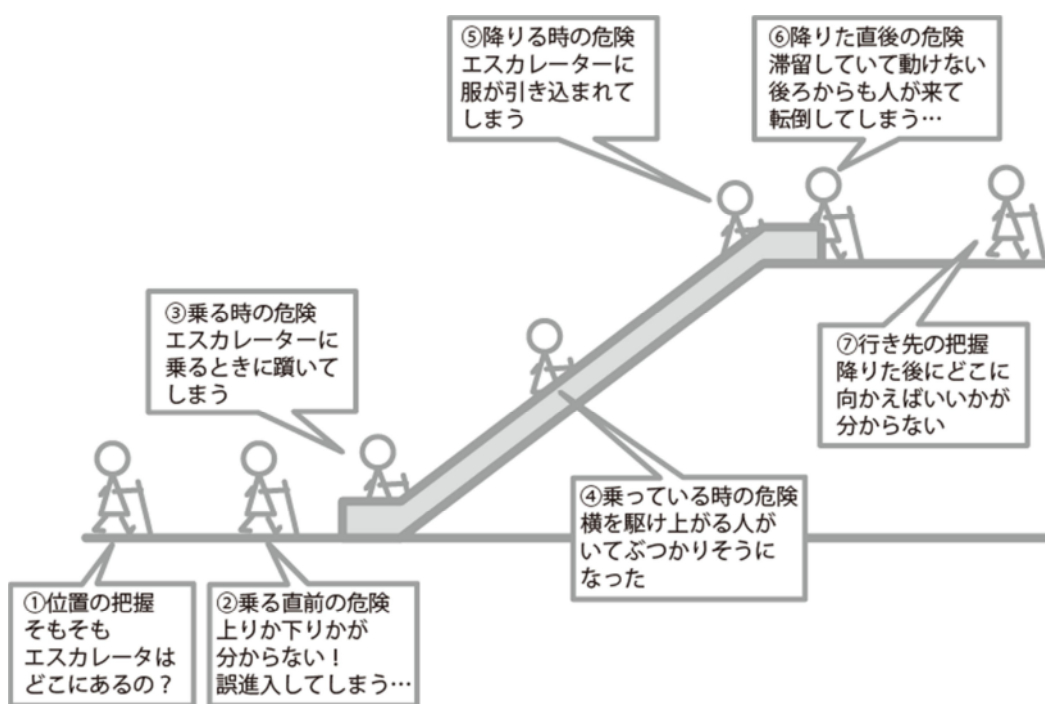 ①位置の把握
そもそも
エスカレータは
どこにあるの？
②乗る直前の危険
上りか下りかが
分からない！
誤進入してしまう…
③乗る時の危険
エスカレーターに
乗るときに躓いて
しまう
④乗っている時の危険
横を駆け上がる人が
いてぶつかりそうに
なった
⑤降りる時の危険
エスカレーターに
服が引き込まれて
しまう
⑥降りた直後の危険
滞留していて動けない
後ろからも人が来て
転倒してしまう…
⑦行き先の把握
降りた後にどこに
向かえばいいかが
分からない